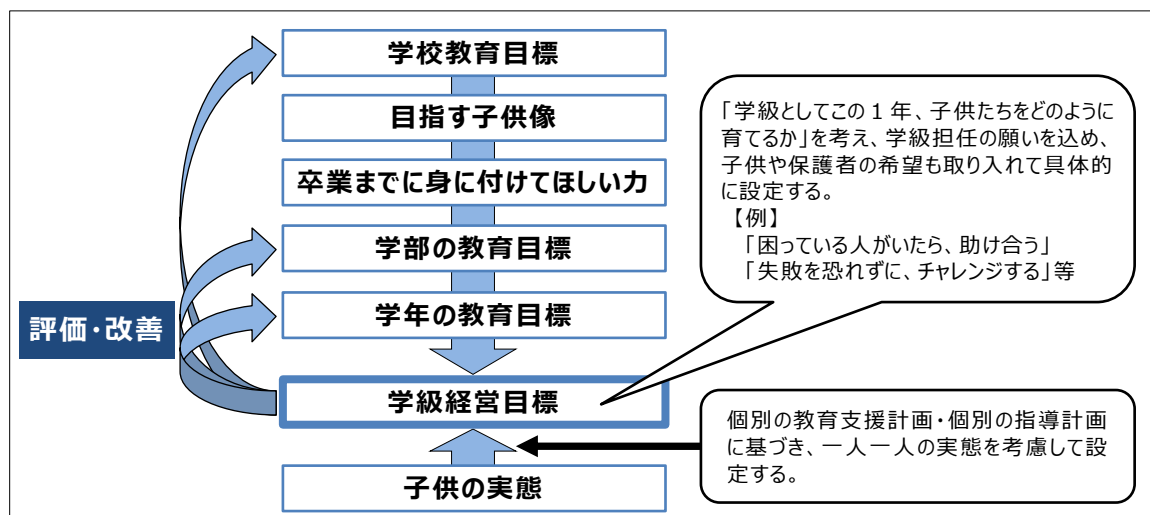 学校教育目標
目指す子供像
卒業までに身に付けてほしい力
学部の教育目標
学年の教育目標
評価・改善
学級経営目標
子供の実態
「学級としてこの1年、子供たちをどのように
育てるか」を考え、学級担任の願いを込め、
子供や保護者の希望も取り入れて具体的
に設定する。
【例】
「困っている人がいたら、助け合う」
「失敗を恐れずに、チャレンジする」等
個別の教育支援計画・個別の指導計画
に基づき、一人一人の実態を考慮して設
定する。